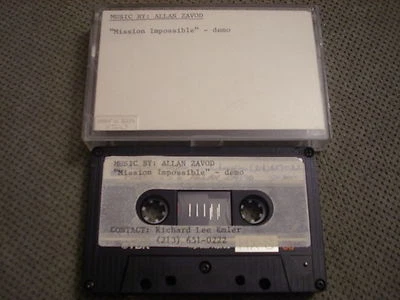 MUSIC BY: ALLAN ZAVOD
"Mission Impossible" - demo
MUSIC BY: ALLAN ZAVOD
"Mission Impossible" - demo
CONTACT: Richard Lee
(213) 651-0222